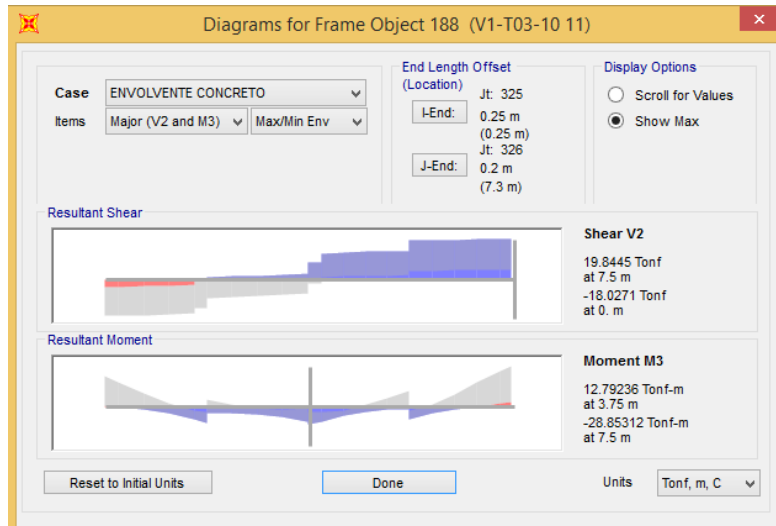 Diagrams for Frame Object 188 (V1-T03-10 11)
Case
ENVOLVENTE CONCRETO
Items
Major (V2 and M3)
Max/Min Env
End Length Offset
(Location)
Jt: 325
I-End:
0.25 m
(0.25 m)
Jt: 326
J-End:
0.2 m
(7.3 m)
Display Options
Scroll for Values
Show Max
Resultant Shear
Shear V2
19.8445 Tonf
at 7.5 m
-18.0271 Tonf
at 0. m
Resultant Moment
Moment M3
12.79236 Tonf-m
at 3.75 m
-28.85312 Tonf-m
at 7.5 m
Reset to Initial Units
Done
Units
Tonf, m, C